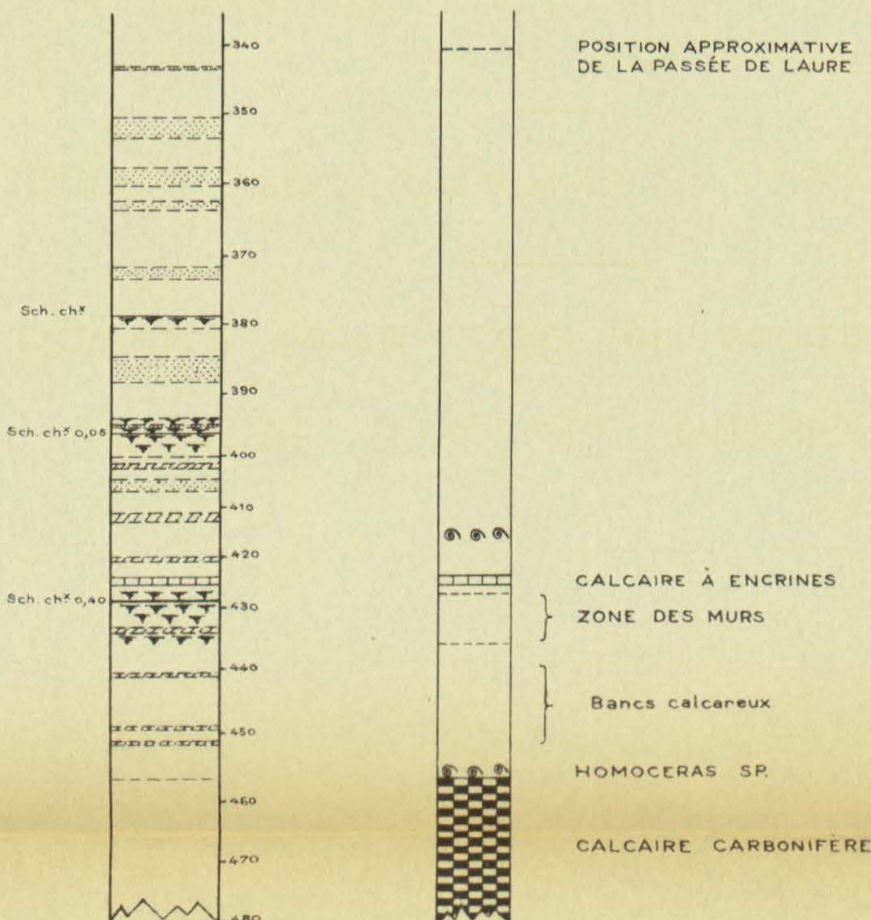 340
POSITION APPROXIMATIVE
DE LA PASSÉE DE LAURE
350
360
370
Sch. chx
380
390
Sch. chx 0,05
400
410
420
CALCAIRE À ENCRINES
Sch. chx 0,40
430
ZONE DES MURS
440
Bancs calcareux
450
HOMOCERAS SP.
460
CALCAIRE CARBONIFÈRE
470
480